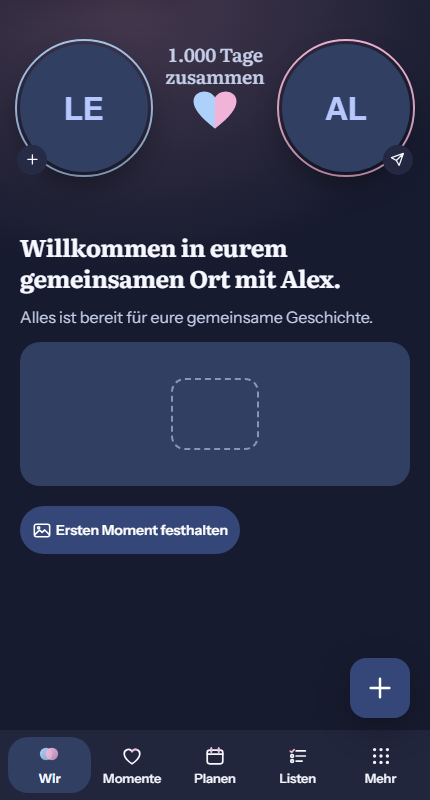 LE
1.000 Tage
zusammen
AL
Willkommen in eurem
gemeinsamen Ort mit Alex.
Alles ist bereit für eure gemeinsame Geschichte.
Ersten Moment festhalten
Wir
Momente
Planen
Listen
Mehr